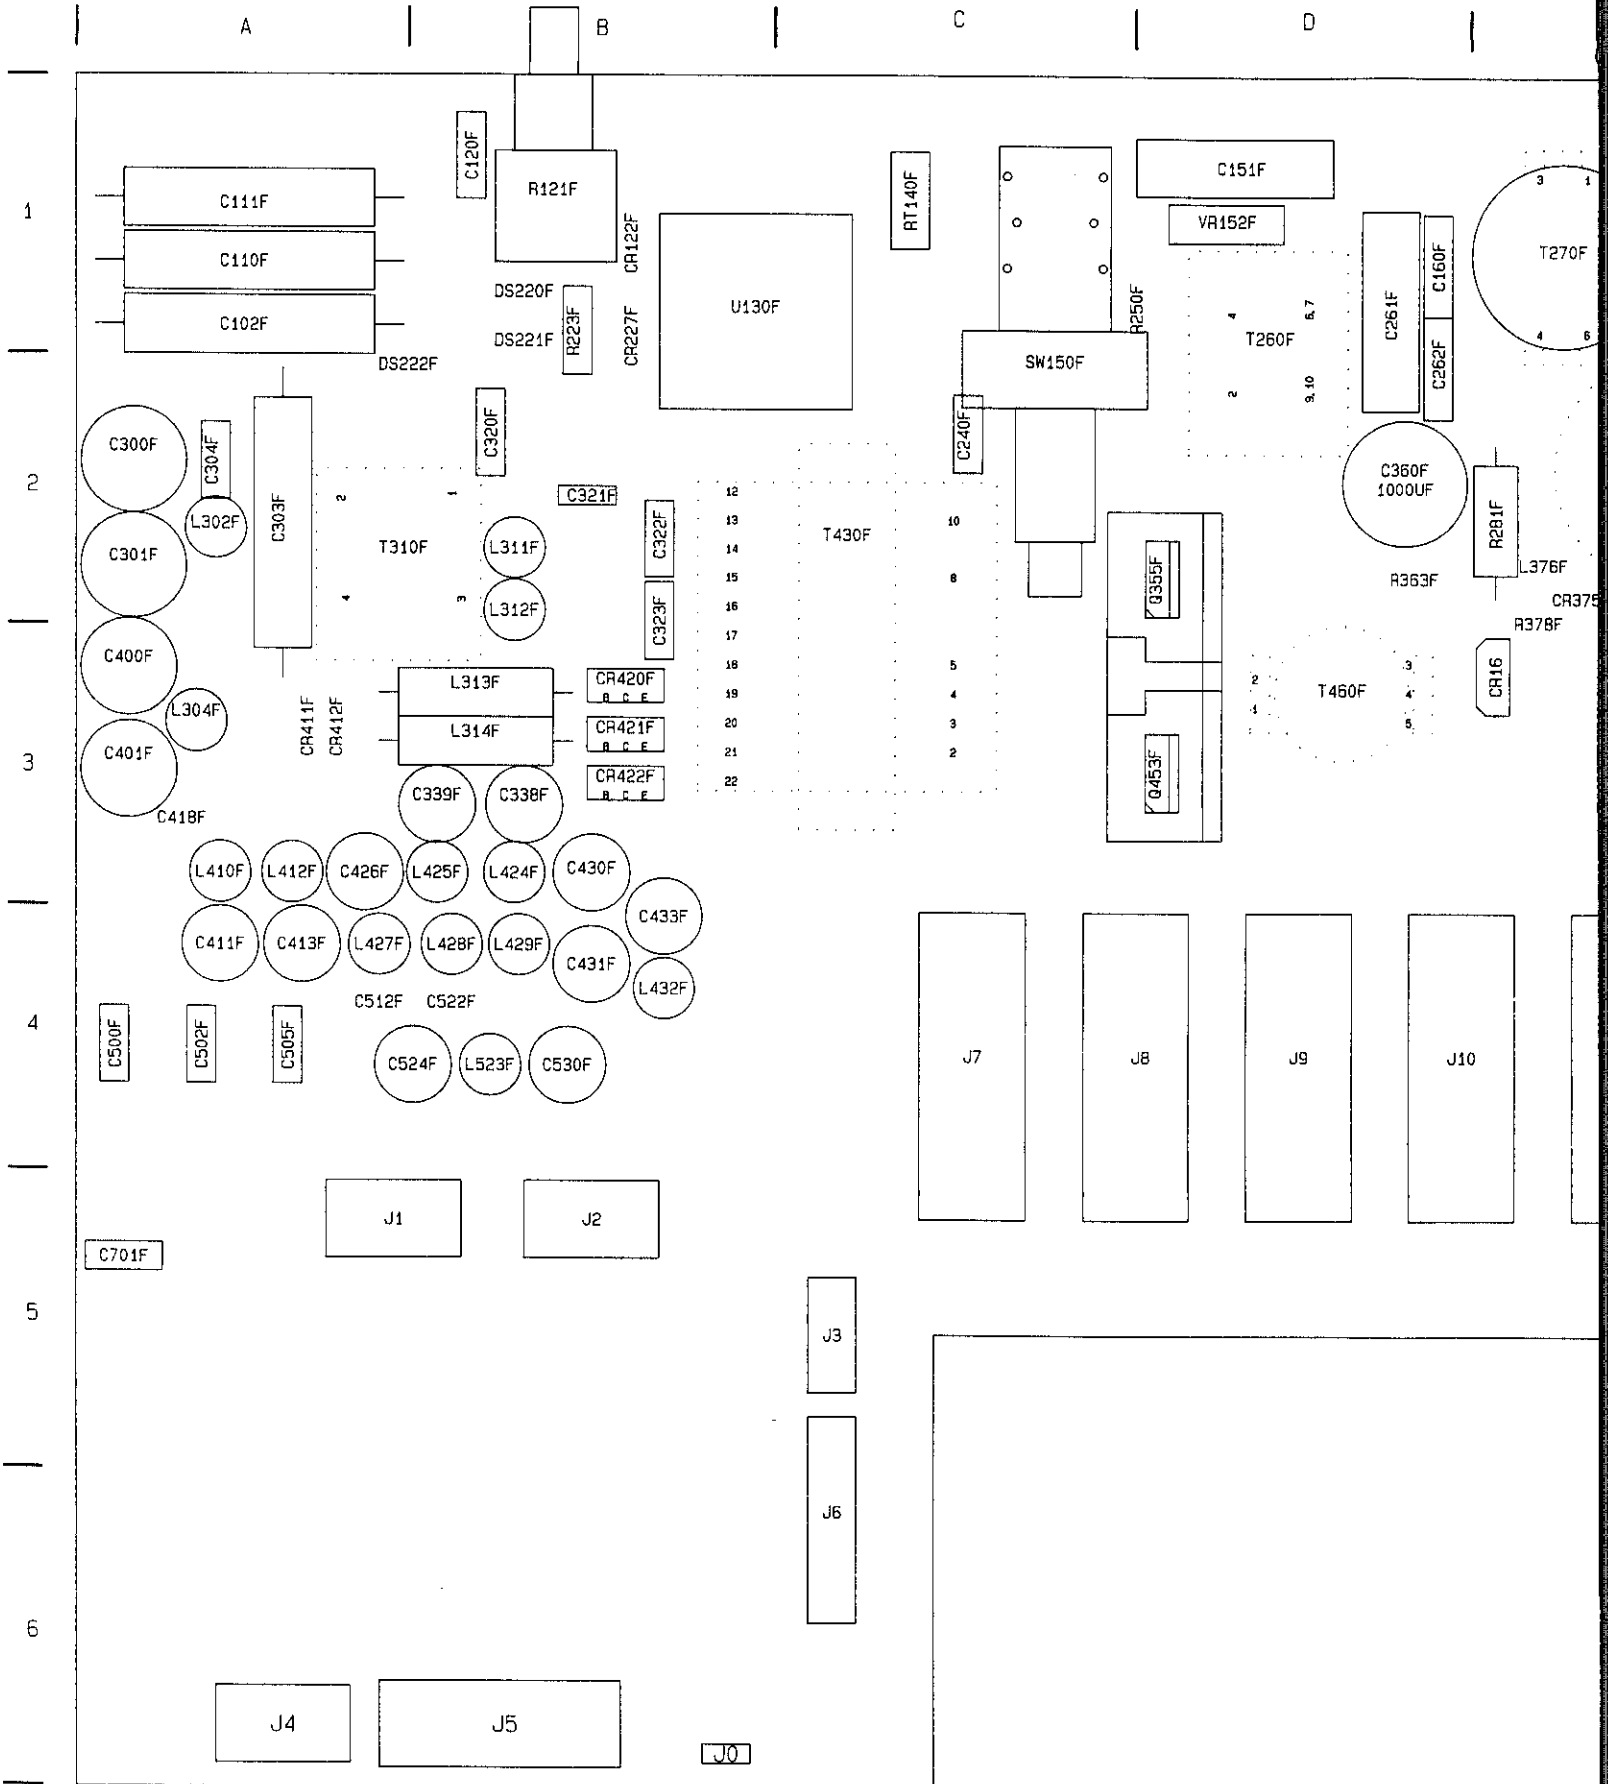 A
B
C
D
1
2
3
4
5
6
C120F
R121F
C111F
C110F
C102F
CR122F
DS220F
DS221F
R223F
CR227F
DS222F
U130F
RT140F
R250F
SW150F
C151F
VR152F
4
6,7
T260F
2
9,10
C261F
C160F
C262F
3
1
T270F
4
6
C300F
C304F
L302F
C303F
C301F
C320F
2
1
T310F
4
3
C321F
L311F
L312F
C322F
C323F
C240F
12
13
14
15
16
17
18
19
20
21
22
T430F
10
8
5
4
3
2
Q355F
Q453F
C360F
1000UF
R363F
R281F
L376F
CR375
R378F
CR16
2
1
T460F
3
4
5
C400F
L304F
C401F
C418F
CR411F
CR412F
L313F
L314F
CR420F
B C E
CR421F
B C E
CR422F
B C E
C339F
C338F
L410F
L412F
C426F
L425F
L424F
C430F
C433F
C411F
C413F
L427F
L428F
L429F
C431F
L432F
C512F
C522F
C500F
C502F
C505F
C524F
L523F
C530F
J7
J8
J9
J10
J1
J2
C701F
J3
J6
J4
J5
J0